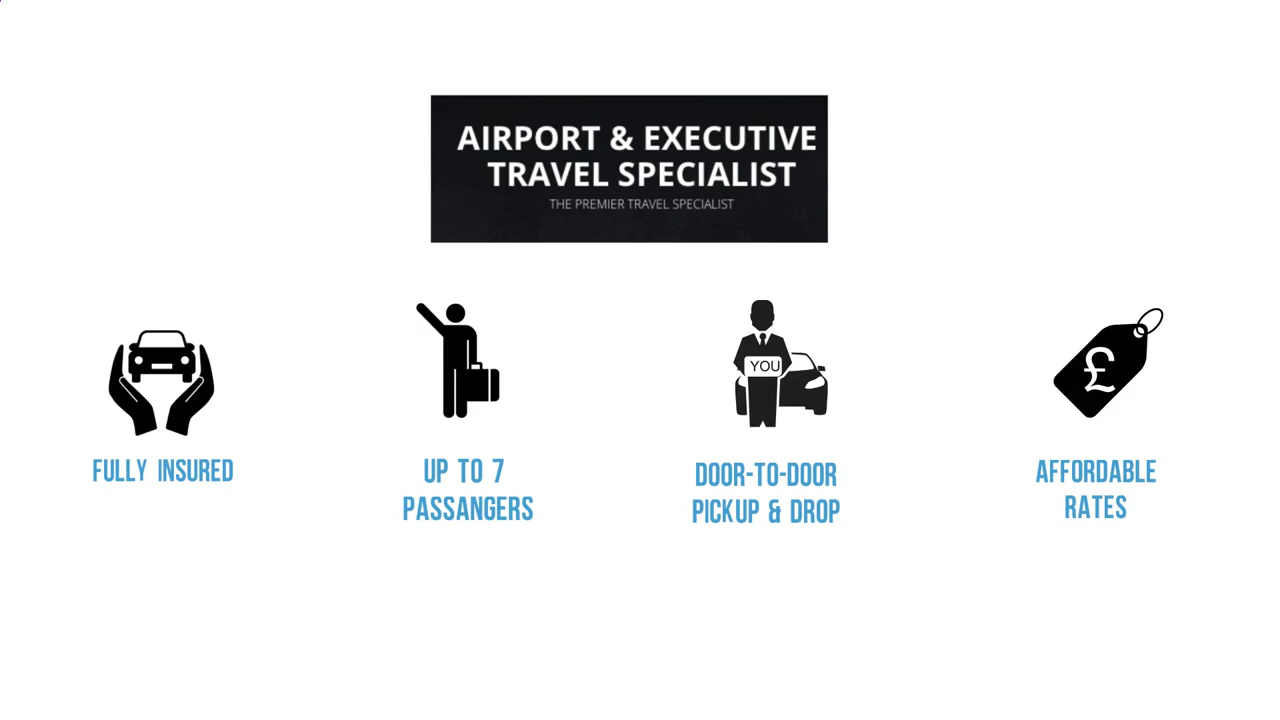 AIRPORT & EXECUTIVE
TRAVEL SPECIALIST
THE PREMIER TRAVEL SPECIALIST
YOU
£
FULLY INSURED
UP TO 7
PASSANGERS
DOOR-TO-DOOR
PICKUP & DROP
AFFORDABLE
RATES